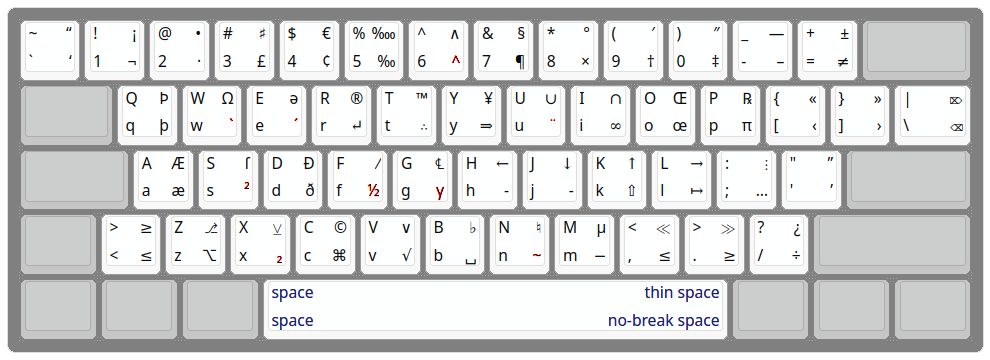 ~ “ ! ¡ @ • # ♯ $ € % ‱ ^ ∧ & § * ° ( ′ ) ″ _ — + ±
` ‘ 1 ¬ 2 · 3 £ 4 ¢ 5 ‰ 6 ^ 7 ¶ 8 × 9 † 0 ‡ - – = ≠
Q Þ W Ω E ə R ® T ™ Y ¥ U ∪ I ∩ O Œ P ℞ { « } » | ⌦
q þ w ` e ´ r ↵ t ∴ y ⇒ u ¨ i ∞ o œ p π [ ‹ ] › \ ⌫
A Æ S ſ D Ð F ⁄ G ₵ H ← J ↓ K ↑ L → : ⋮ " ”
a æ s ² d ð f ½ g γ h - j - k ⇧ l ↦ ; … ' ’
> ≥ Z ⎇ X ⊻ C © V ∨ B ♭ N ♮ M µ < ≪ > ≫ ? ¿
< ≤ z ⌥ x ₂ c ⌘ v √ b ␣ n ~ m − , ≤ . ≥ / ÷
space thin space
space no-break space